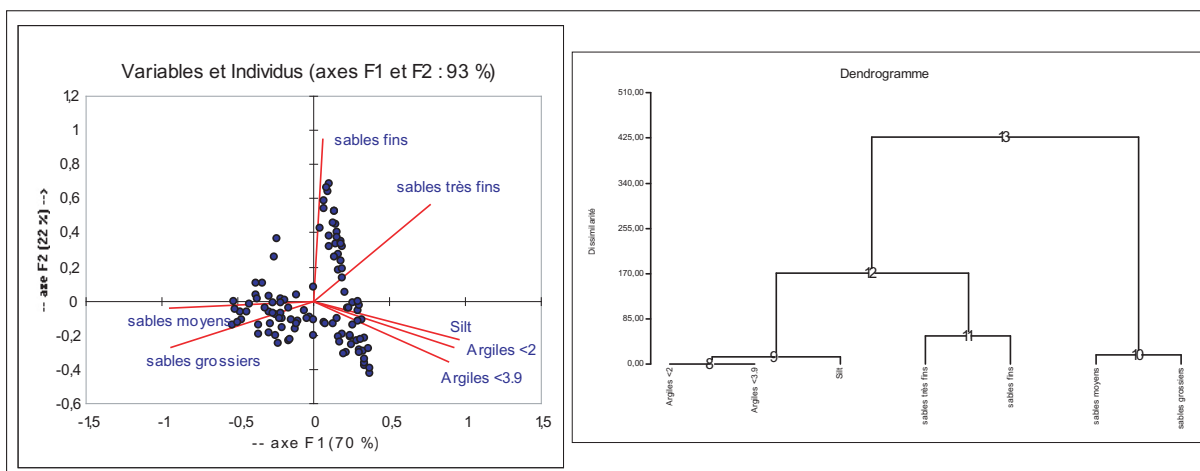 Variables et Individus (axes F1 et F2 : 93 %)
1,2
1
0,8
0,6
0,4
0,2
0
-0,2
-0,4
-0,6
-1,5
-1
-0,5
0
0,5
1
1,5
-- axe F2 (22 %) -->
-- axe F1 (70 %)
sables fins
sables très fins
sables moyens
sables grossiers
Silt
Argiles <2
Argiles <3.9
Dendrogramme
510,00
425,00
340,00
255,00
170,00
85,00
0,00
Dissimilarité
13
12
11
10
9
8
Argiles <2
Argiles <3.9
Silt
sables très fins
sables fins
sables moyens
sables grossiers